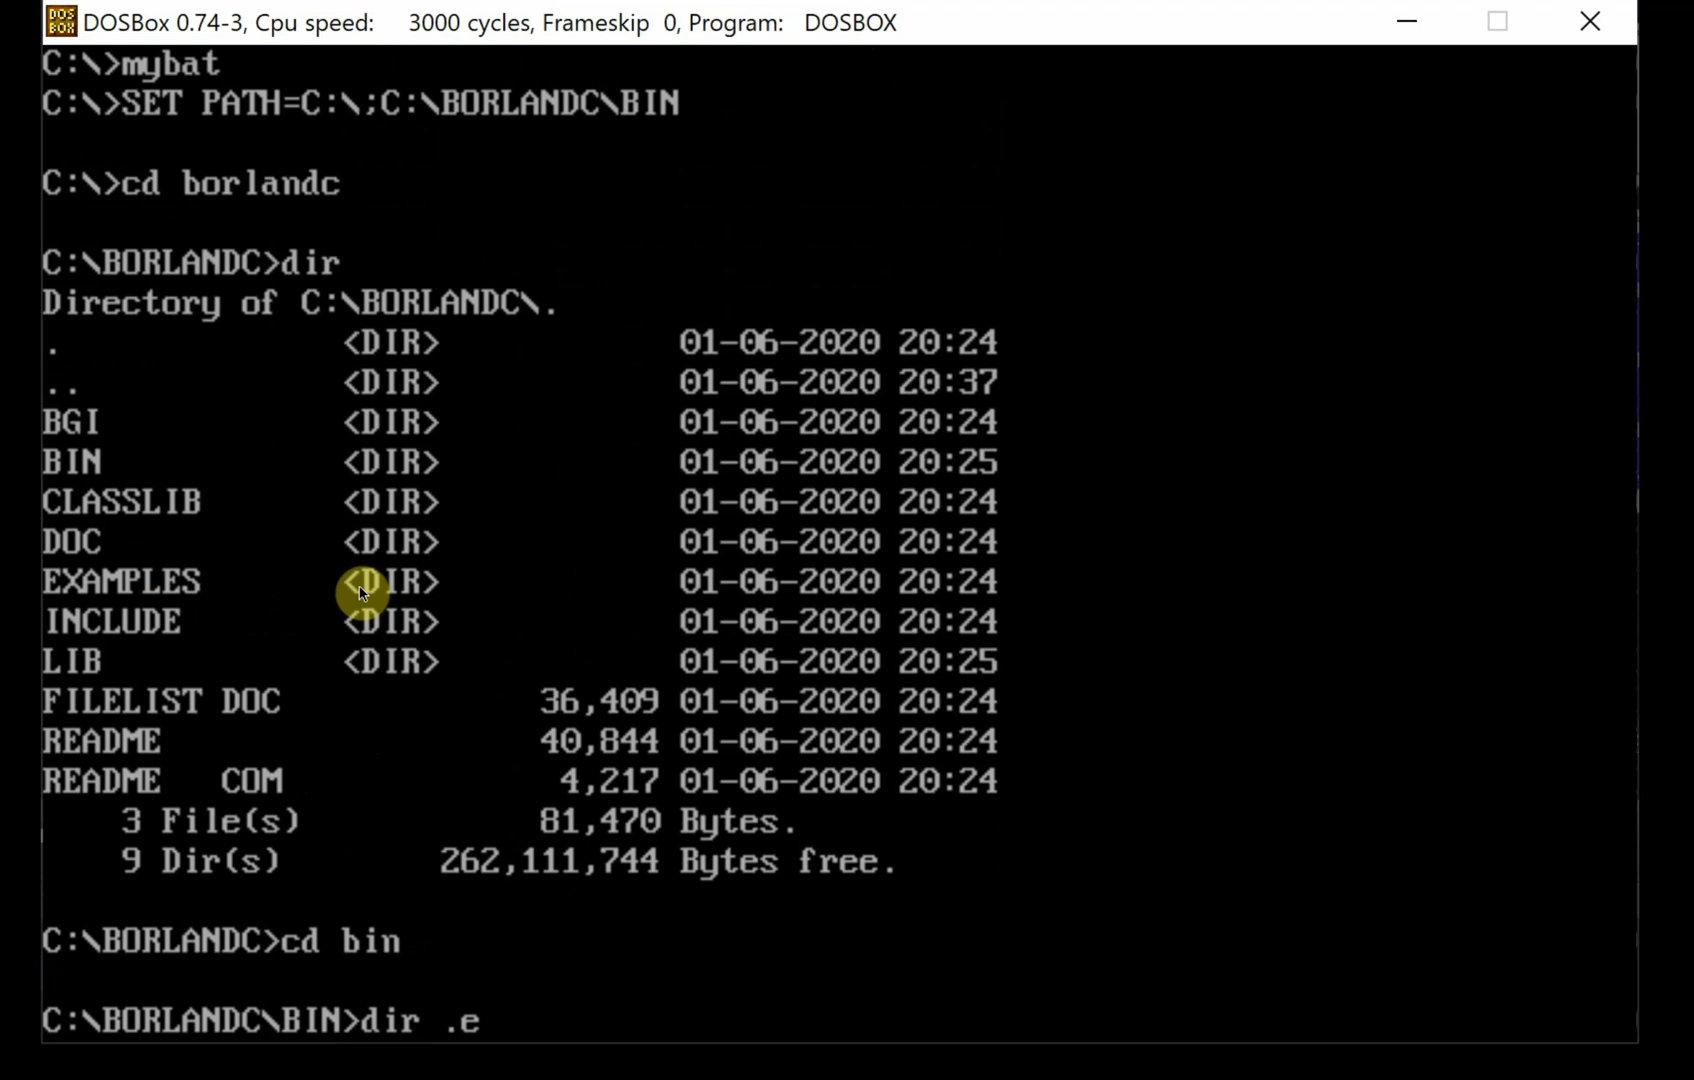 DOS BOX DOSBox 0.74-3, Cpu speed: 3000 cycles, Frameskip 0, Program: DOSBOX
C:\>mybat
C:\>SET PATH=C:\;C:\BORLANDC\BIN
C:\>cd borlandc
C:\BORLANDC>dir
Directory of C:\BORLANDC\.
. <DIR> 01-06-2020 20:24
.. <DIR> 01-06-2020 20:37
BGI <DIR> 01-06-2020 20:24
BIN <DIR> 01-06-2020 20:25
CLASSLIB <DIR> 01-06-2020 20:24
DOC <DIR> 01-06-2020 20:24
EXAMPLES <DIR> 01-06-2020 20:24
INCLUDE <DIR> 01-06-2020 20:24
LIB <DIR> 01-06-2020 20:25
FILELIST DOC 36,409 01-06-2020 20:24
README 40,844 01-06-2020 20:24
README COM 4,217 01-06-2020 20:24
3 File(s) 81,470 Bytes.
9 Dir(s) 262,111,744 Bytes free.
C:\BORLANDC>cd bin
C:\BORLANDC\BIN>dir .e